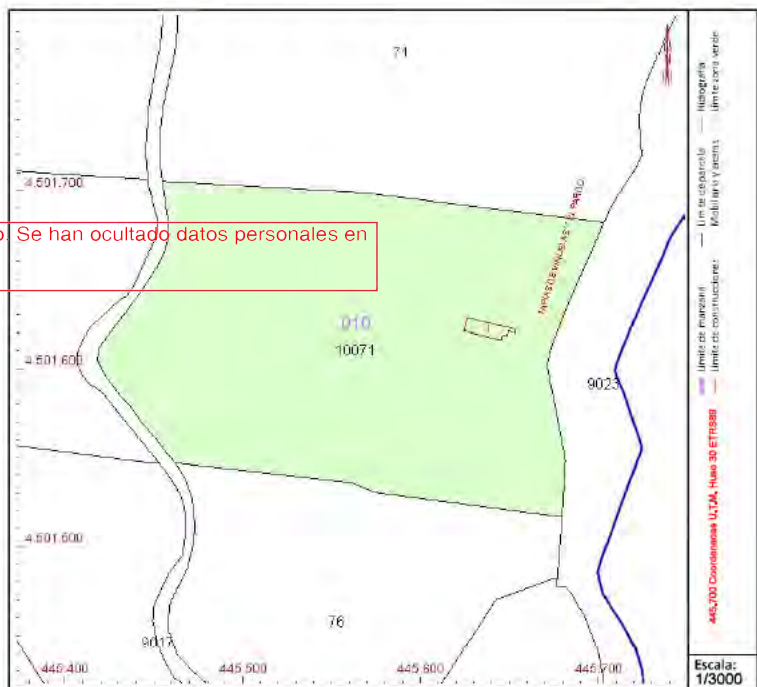 71
4.591.700
o. Se han ocultado datos personales en
010
10071
4.501.600
9023
4.501.500
76
9017
445.400
445.500
445.600
445.700
Límite de manzana
Límite de parcela
Hidrografía
Límite de construcciones
Mobiliario y aceras
Límite zona verde
445,700 Coordenadas U.T.M. Huso 30 ETRS89
Escala:
1/3000